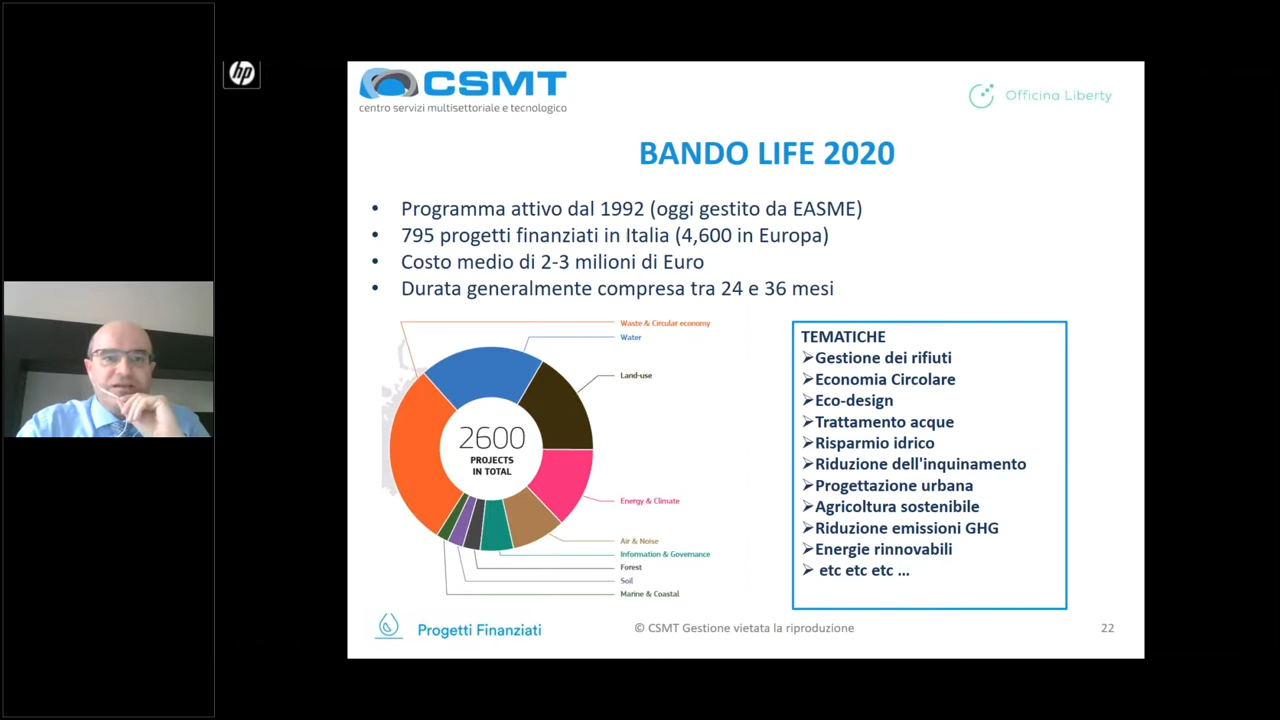 hp
CSMT
centro servizi multisettoriale e tecnologico
Officina Liberty
BANDO LIFE 2020
• Programma attivo dal 1992 (oggi gestito da EASME)
• 795 progetti finanziati in Italia (4,600 in Europa)
• Costo medio di 2-3 milioni di Euro
• Durata generalmente compresa tra 24 e 36 mesi
Waste & Circular economy
Water
Land-use
2600
PROJECTS
IN TOTAL
Energy & Climate
Air & Noise
Information & Governance
Forest
Soil
Marine & Coastal
TEMATICHE
➢Gestione dei rifiuti
➢Economia Circolare
➢Eco-design
➢Trattamento acque
➢Risparmio idrico
➢Riduzione dell'inquinamento
➢Progettazione urbana
➢Agricoltura sostenibile
➢Riduzione emissioni GHG
➢Energie rinnovabili
➢ etc etc etc ...
Progetti Finanziati
© CSMT Gestione vietata la riproduzione
22